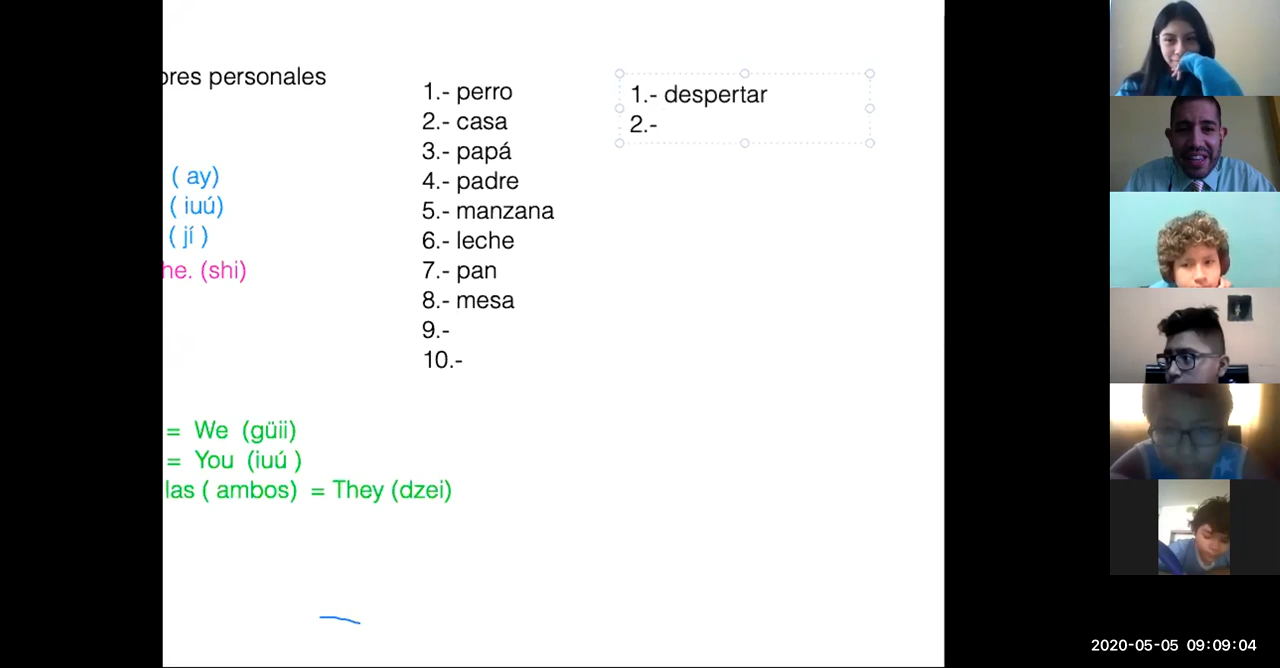 ores personales
( ay)
( iuú)
( jí )
he. (shi)
= We (güii)
= You (iuú )
las ( ambos) = They (dzei)
1.- perro
2.- casa
3.- papá
4.- padre
5.- manzana
6.- leche
7.- pan
8.- mesa
9.-
10.-
1.- despertar
2.-
2020-05-05 09:09:04